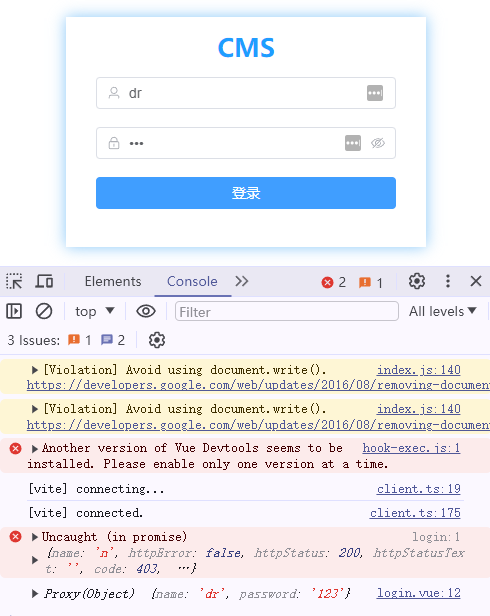 CMS
dr
•••
登录
Elements Console 2 1
top Filter All levels
3 Issues: 1 2
[Violation] Avoid using document.write(). index.js:140
https://developers.google.com/web/updates/2016/08/removing-document
[Violation] Avoid using document.write(). index.js:140
https://developers.google.com/web/updates/2016/08/removing-document
Another version of Vue Devtools seems to be hook-exec.js:1
installed. Please enable only one version at a time.
[vite] connecting... client.ts:19
[vite] connected. client.ts:175
Uncaught (in promise) login:1
{name: 'n', httpError: false, httpStatus: 200, httpStatusTex
t: '', code: 403, …}
Proxy(Object) {name: 'dr', password: '123'} login.vue:12